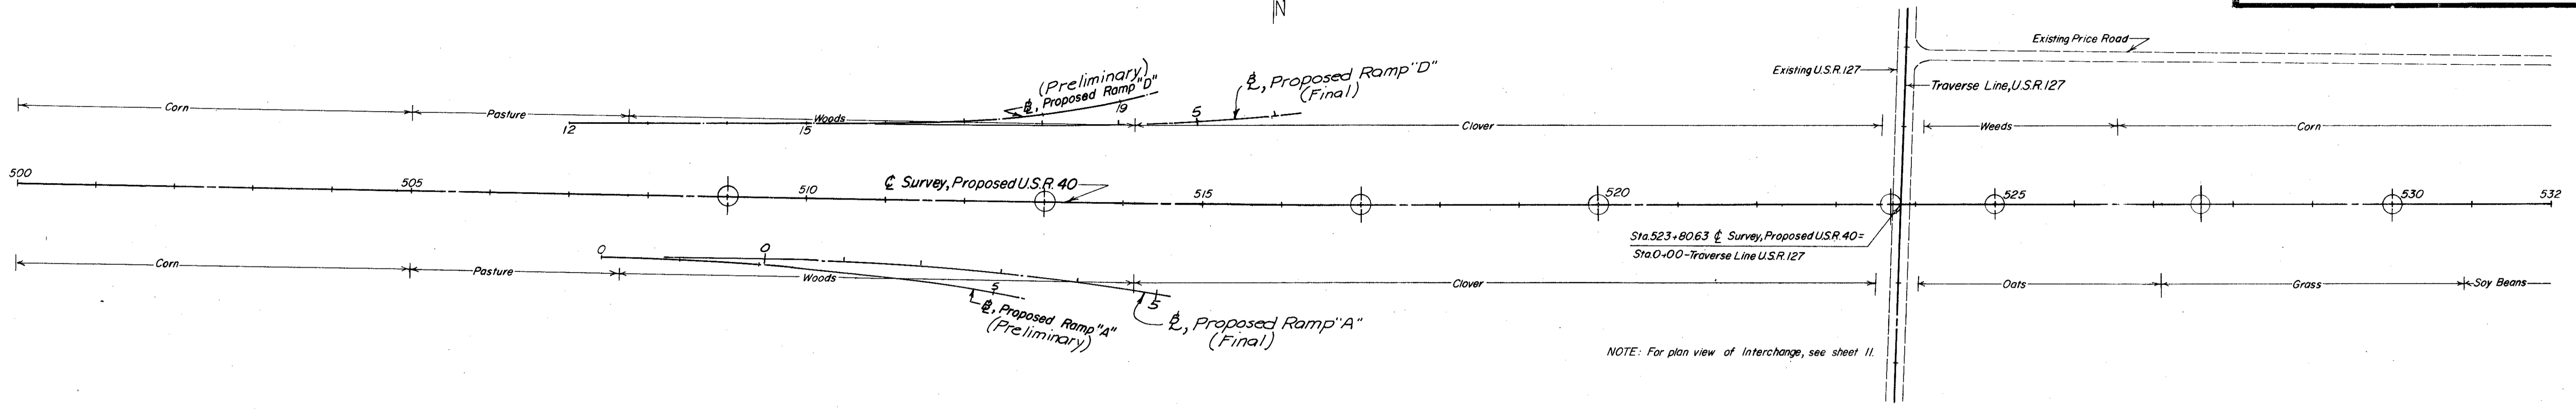 N
Existing Price Road
Existing U.S.R. 127
Traverse Line, U.S.R. 127
(Preliminary)
℄, Proposed Ramp "D"
19
℄, Proposed Ramp "D"
(Final)
5
Corn
Pasture
Woods
12
15
Clover
Weeds
Corn
500
505
510
℄ Survey, Proposed U.S.R. 40
515
520
525
530
532
Sta. 523+80.63 ℄ Survey, Proposed U.S.R. 40=
Sta. 0+00-Traverse Line U.S.R. 127
0
0
Corn
Pasture
Woods
5
5
Clover
Oats
Grass
Soy Beans
℄, Proposed Ramp "A"
(Preliminary)
℄, Proposed Ramp "A"
(Final)
NOTE: For plan view of Interchange, see sheet 11.